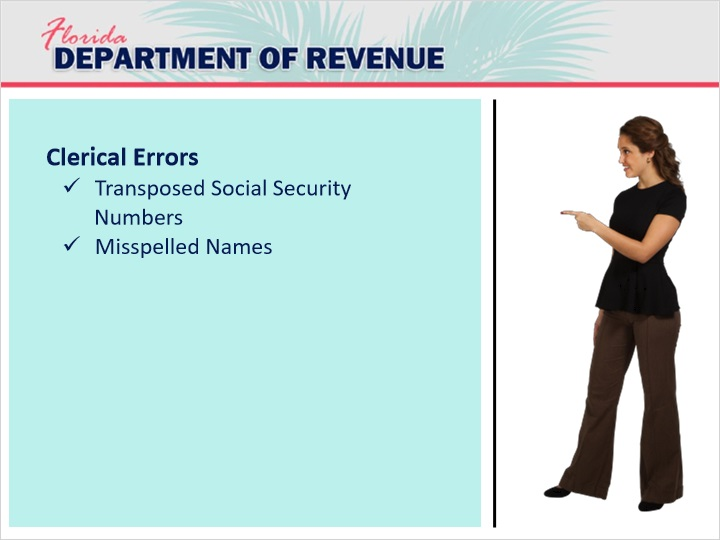 Florida
DEPARTMENT OF REVENUE
Clerical Errors
✓ Transposed Social Security
Numbers
✓ Misspelled Names